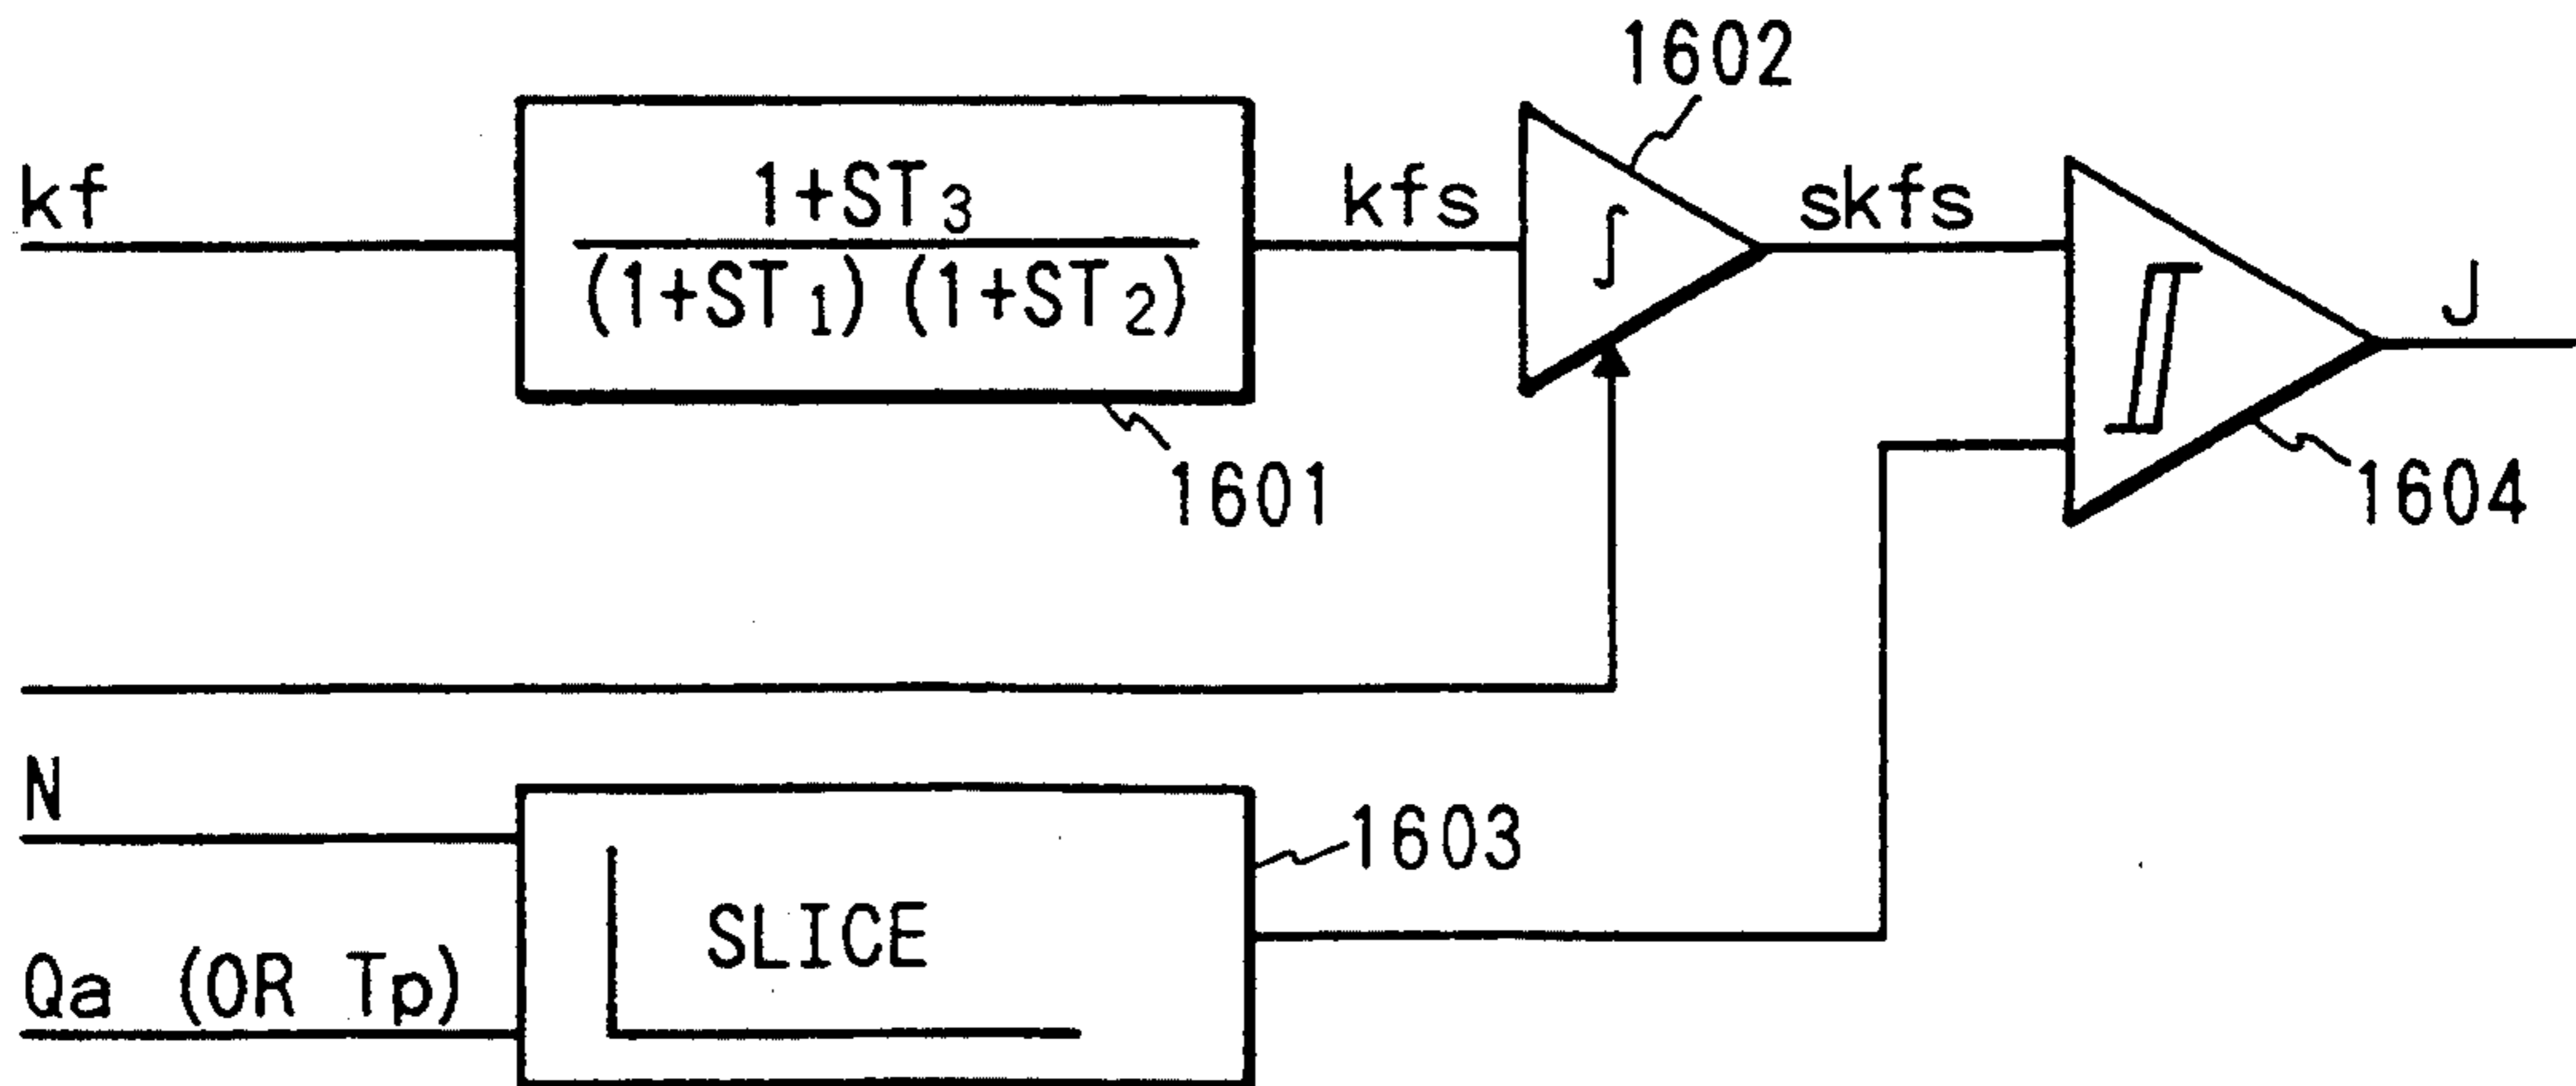 1602
kf
1+ST3
(1+ST1) (1+ST2)
kfs
∫
skfs
J
1601
1604
N
1603
SLICE
Qa (OR Tp)